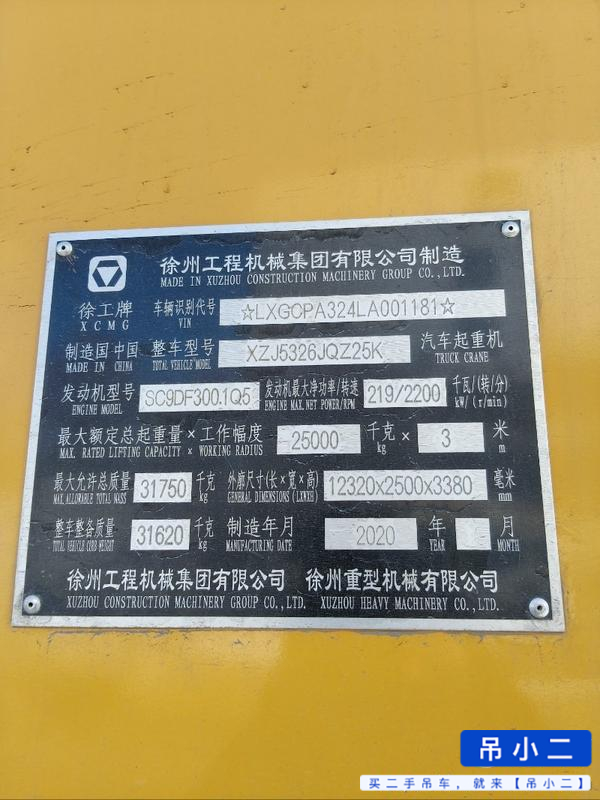 徐州工程机械集团有限公司制造
MADE IN XUZHOU CONSTRUCTION MACHINERY GROUP CO.,LTD.
徐工牌 车辆识别代号 ☆LXGCPA324LA001181☆
XCMG VIN
制造国 中国 整车型号 XZJ5326JQZ25K 汽车起重机
MADE IN CHINA TOTAL VEHICLE MODEL TRUCK CRANE
发动机型号 SC9DF300.1Q5 发动机最大净功率/转速 219/2200 千瓦/(转/分)
ENGINE MODEL ENGINE MAX.NET POWER/RPM kW/(r/min)
最大额定总起重量×工作幅度 25000 千克 × 3 米
MAX. RATED LIFTING CAPACITY × WORKING RADIUS kg m
最大允许总质量 31750 千克 外廓尺寸(长×宽×高) 12320x2500x3380 毫米
MAX.ALLOWABLE TOTAL MASS kg GENERAL DIMENSIONS (LXWXH) mm
整车整备质量 31620 千克 制造年月 2020 年 月
TOTAL VEHICLE CURB WEIGHT kg MANUFACTURING DATE YEAR MONTH
徐州工程机械集团有限公司 徐州重型机械有限公司
XUZHOU CONSTRUCTION MACHINERY GROUP CO.,LTD. XUZHOU HEAVY MACHINERY CO.,LTD.
吊小二
买二手吊车，就来【吊小二】